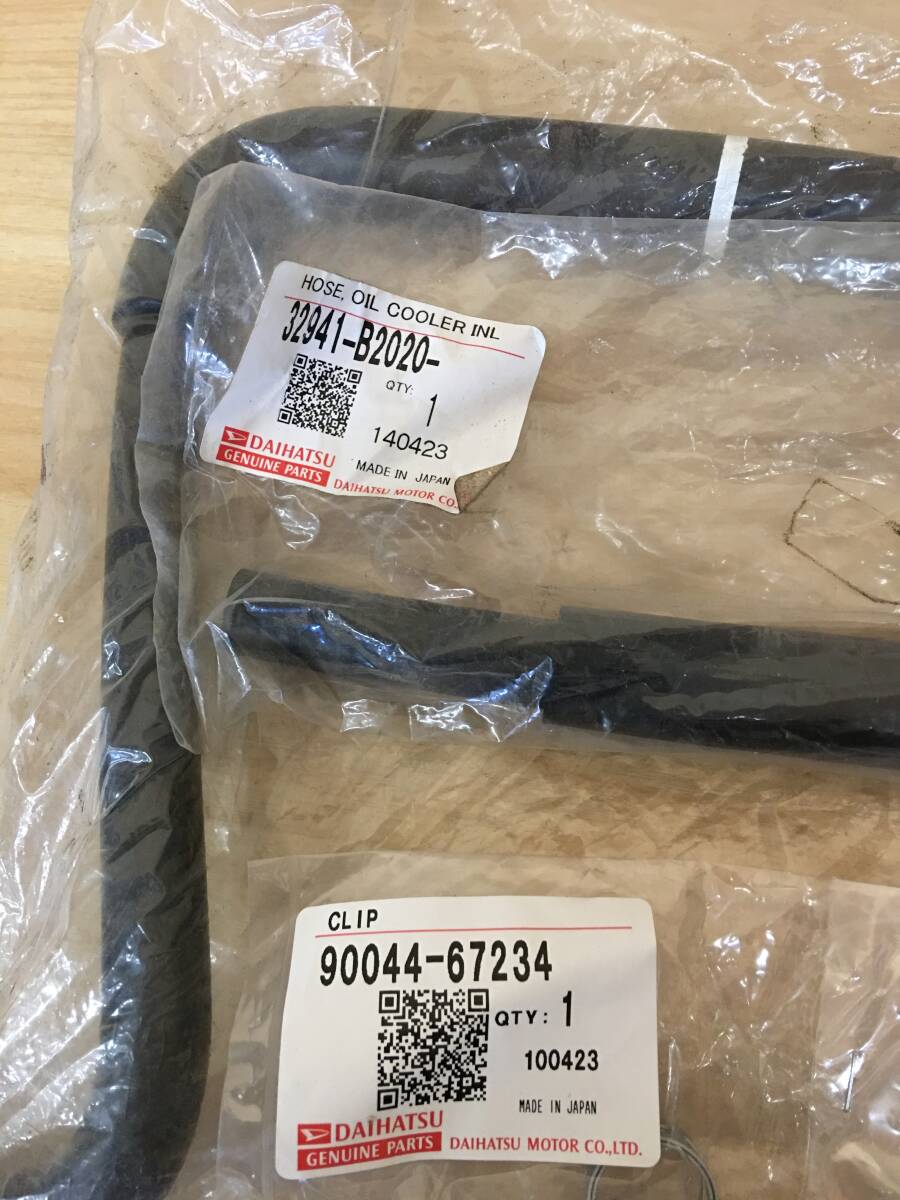 HOSE, OIL COOLER INL
32941-B2020-
QTY:
1
140423
DAIHATSU
GENUINE PARTS
MADE IN JAPAN
DAIHATSU MOTOR CO.,
CLIP
90044-67234
QTY: 1
100423
MADE IN JAPAN
DAIHATSU
GENUINE PARTS
DAIHATSU MOTOR CO.,LTD.